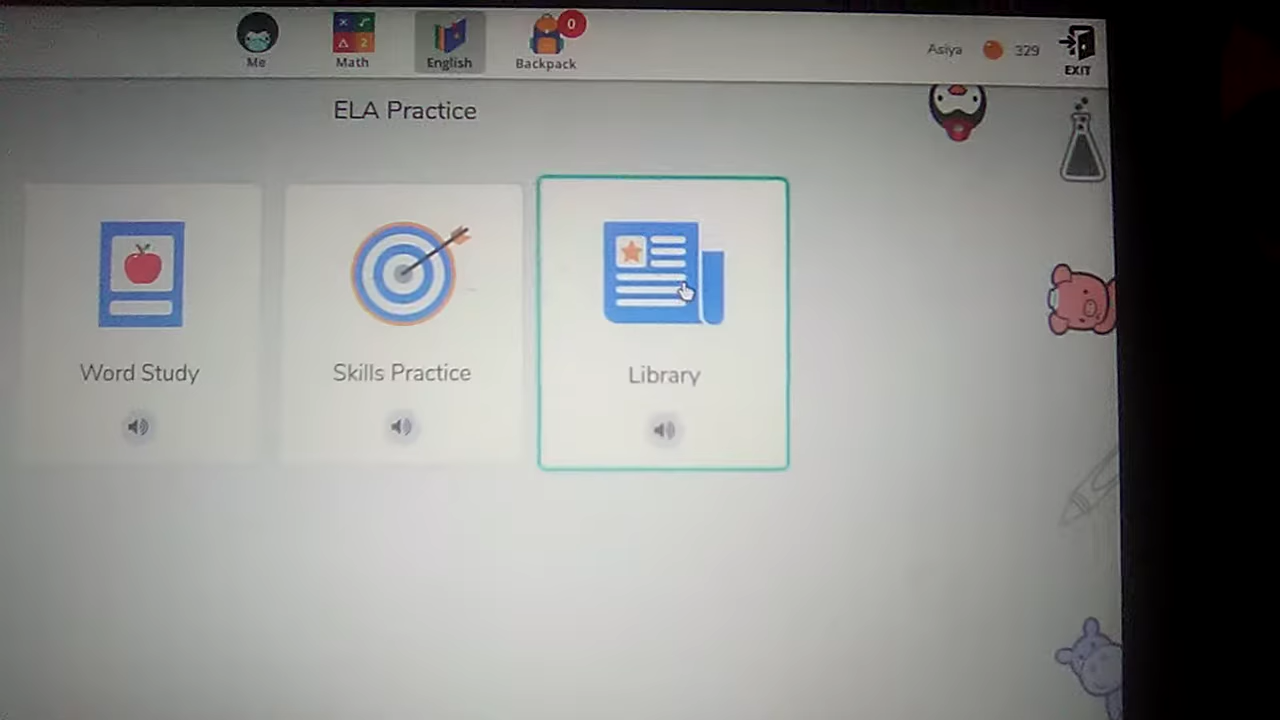 0
Me
Math
English
Backpack
Asiya
329
EXIT
ELA Practice
Word Study
Skills Practice
Library